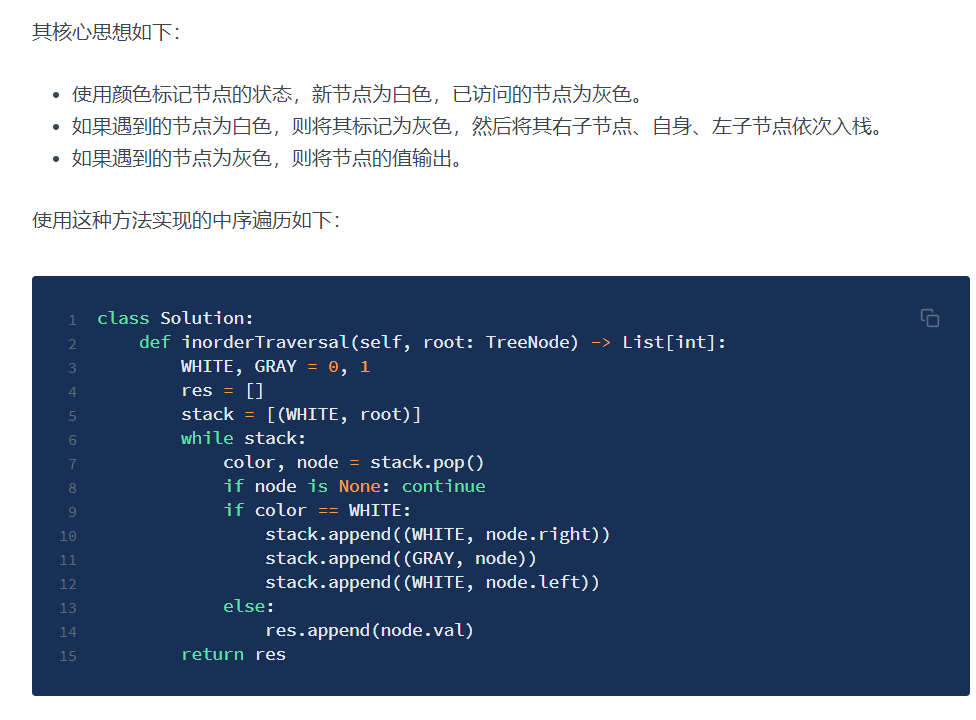 其核心思想如下：
• 使用颜色标记节点的状态，新节点为白色，已访问的节点为灰色。
• 如果遇到的节点为白色，则将其标记为灰色，然后将其右子节点、自身、左子节点依次入栈。
• 如果遇到的节点为灰色，则将节点的值输出。
使用这种方法实现的中序遍历如下：
1 class Solution:
2     def inorderTraversal(self, root: TreeNode) -> List[int]:
3         WHITE, GRAY = 0, 1
4         res = []
5         stack = [(WHITE, root)]
6         while stack:
7             color, node = stack.pop()
8             if node is None: continue
9             if color == WHITE:
10                 stack.append((WHITE, node.right))
11                 stack.append((GRAY, node))
12                 stack.append((WHITE, node.left))
13             else:
14                 res.append(node.val)
15         return res